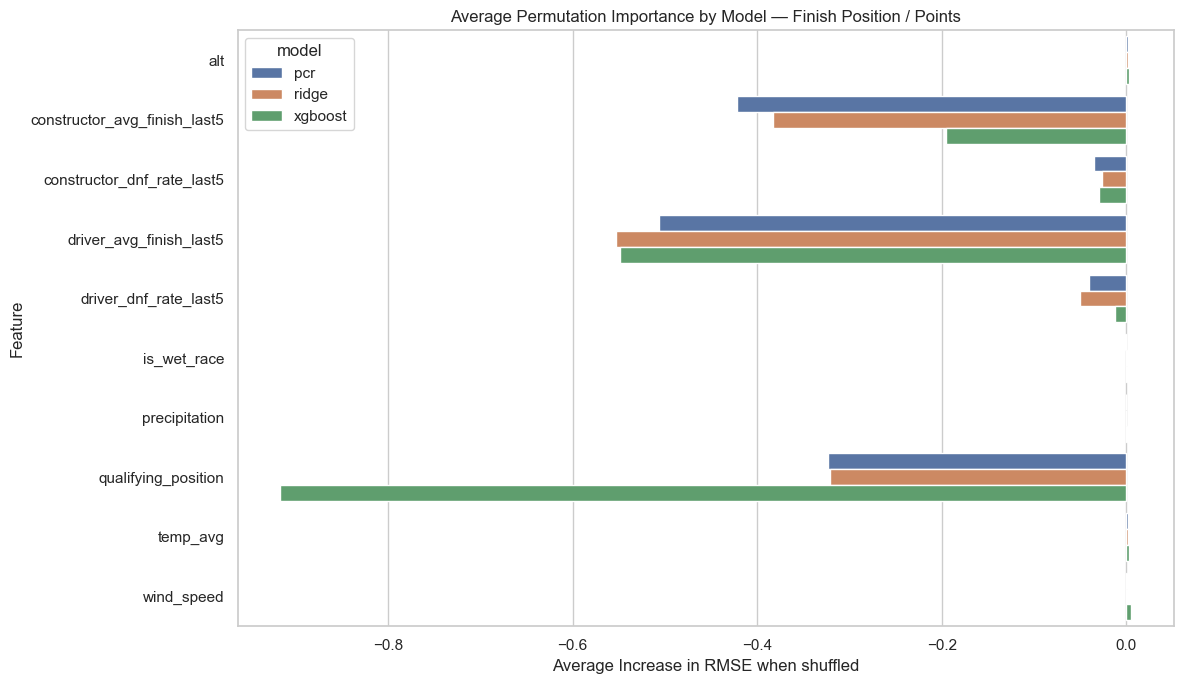 Average Permutation Importance by Model — Finish Position / Points
model
pcr
ridge
xgboost
Feature
alt
constructor_avg_finish_last5
constructor_dnf_rate_last5
driver_avg_finish_last5
driver_dnf_rate_last5
is_wet_race
precipitation
qualifying_position
temp_avg
wind_speed
−0.8 −0.6 −0.4 −0.2 0.0
Average Increase in RMSE when shuffled